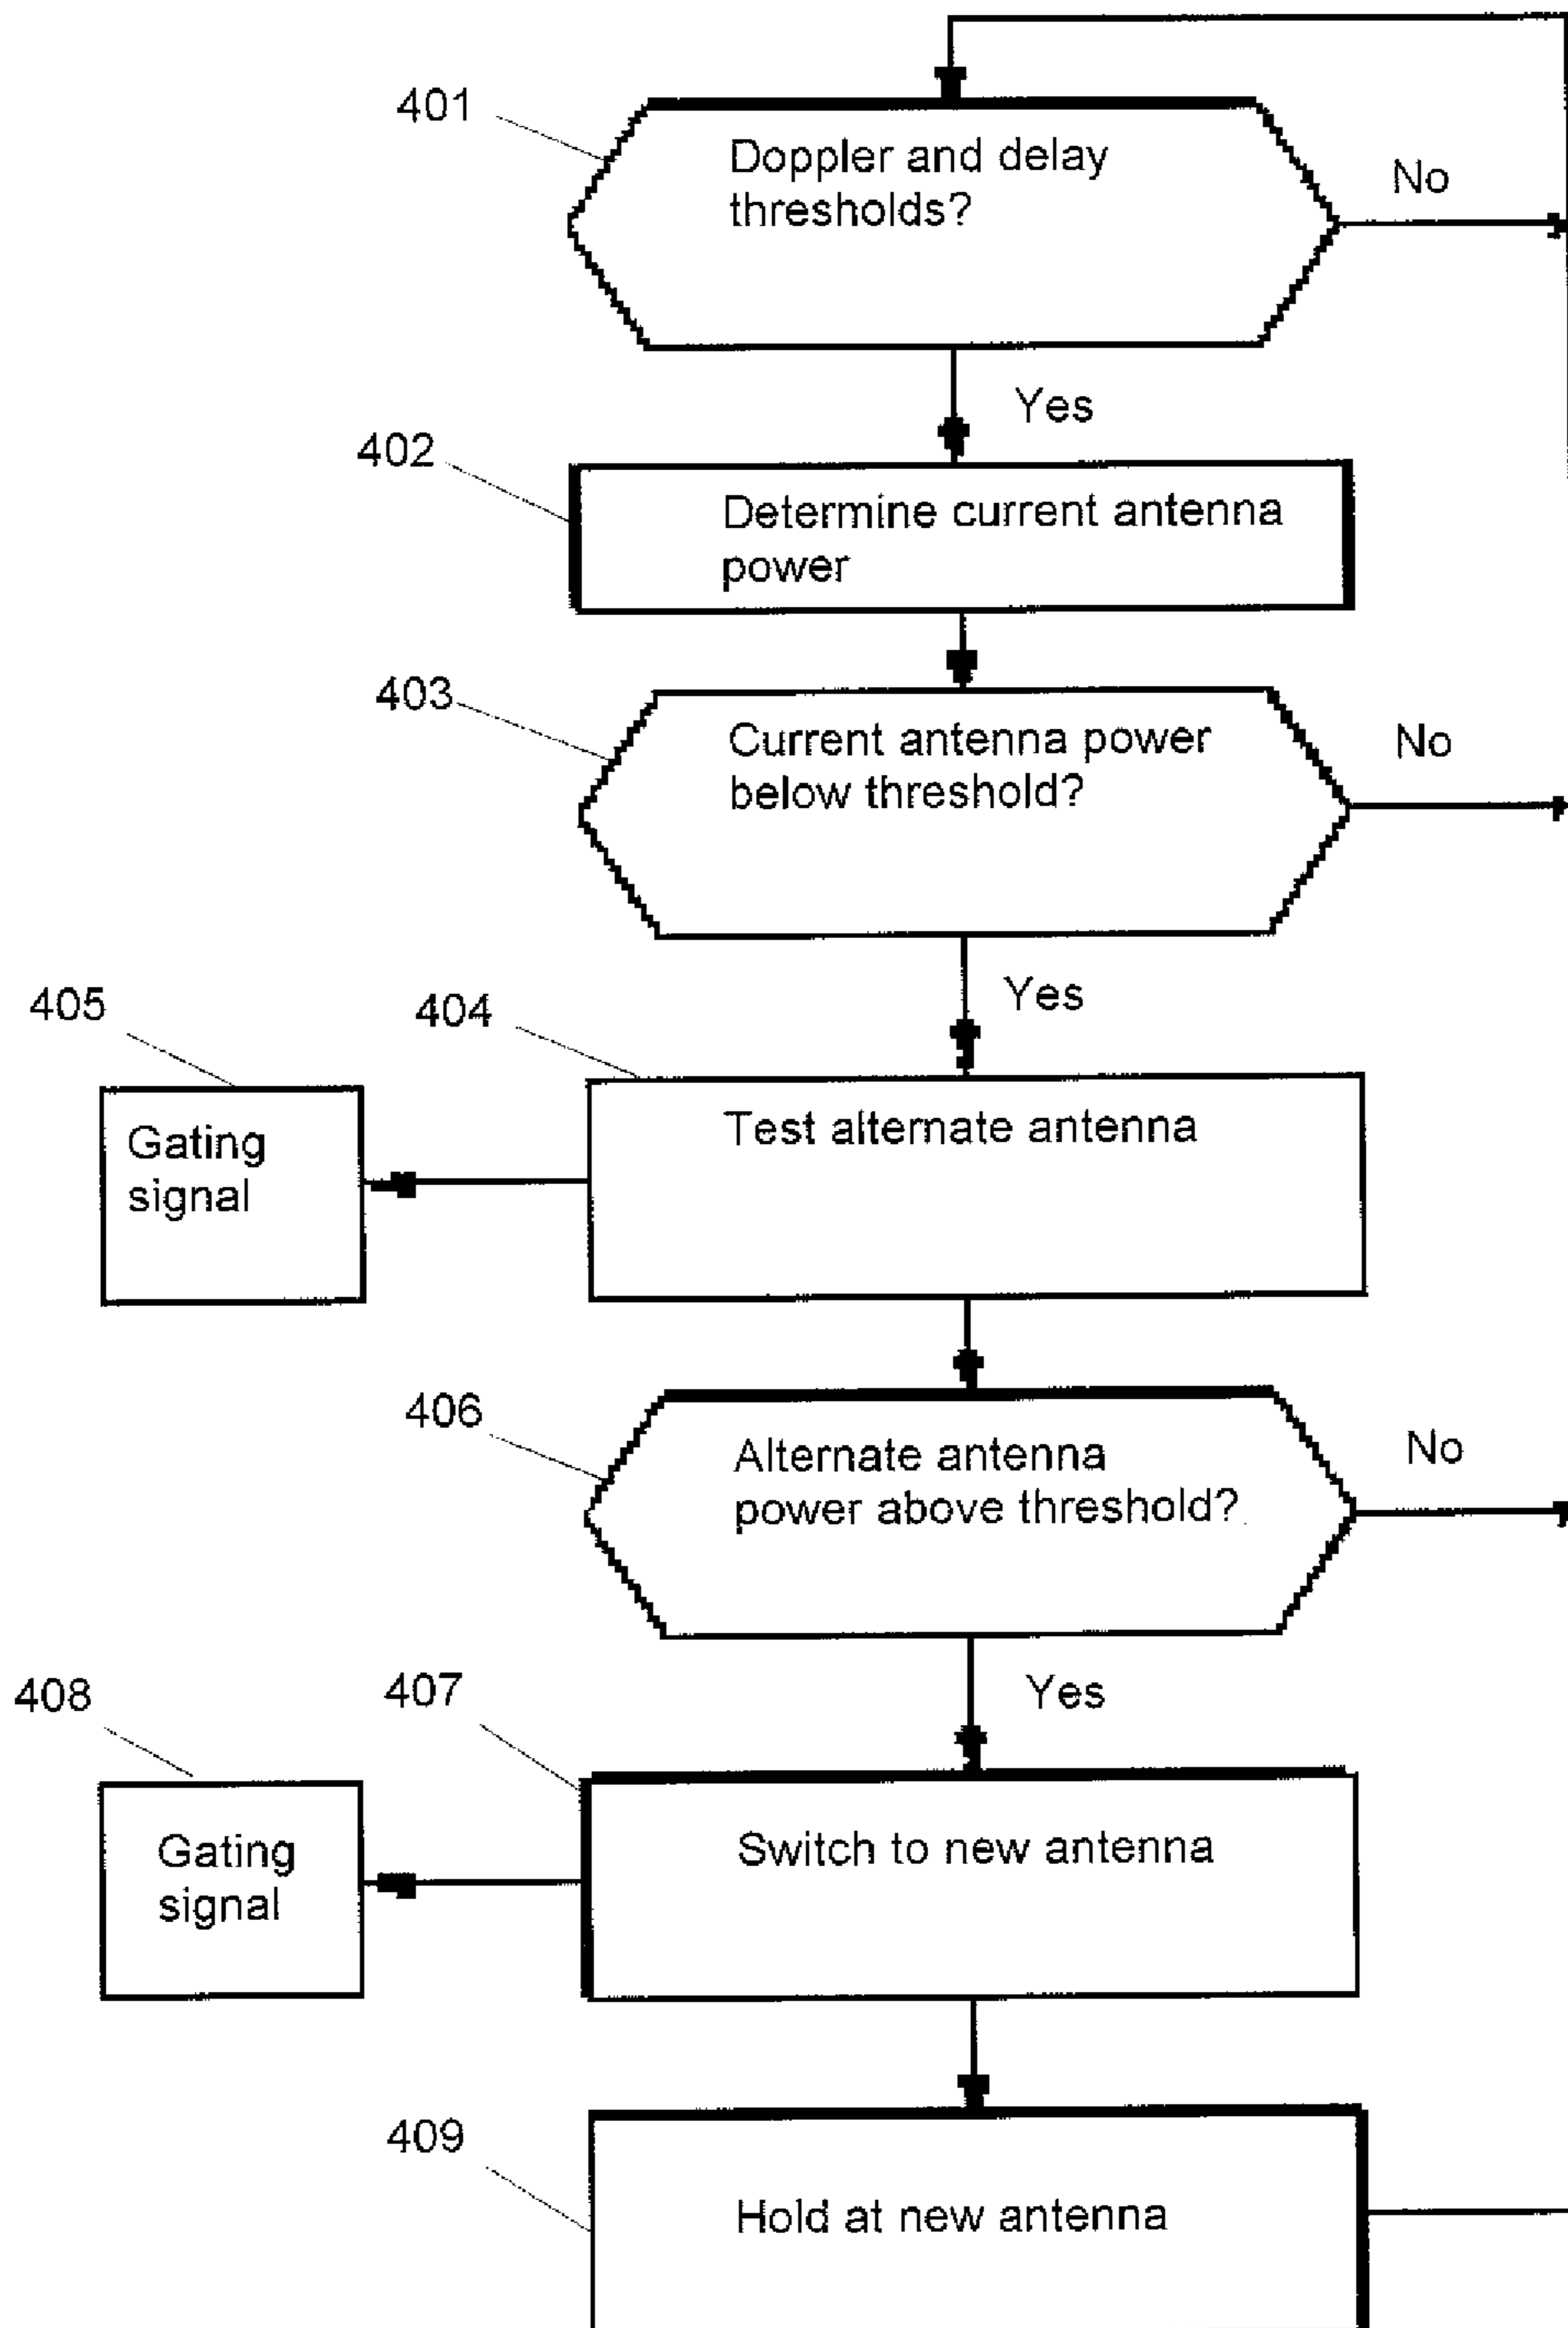 401
Doppler and delay
thresholds?
No
Yes
402
Determine current antenna
power
403
Current antenna power
below threshold?
No
Yes
405
404
Gating
signal
Test alternate antenna
406
Alternate antenna
power above threshold?
No
Yes
408
407
Gating
signal
Switch to new antenna
409
Hold at new antenna